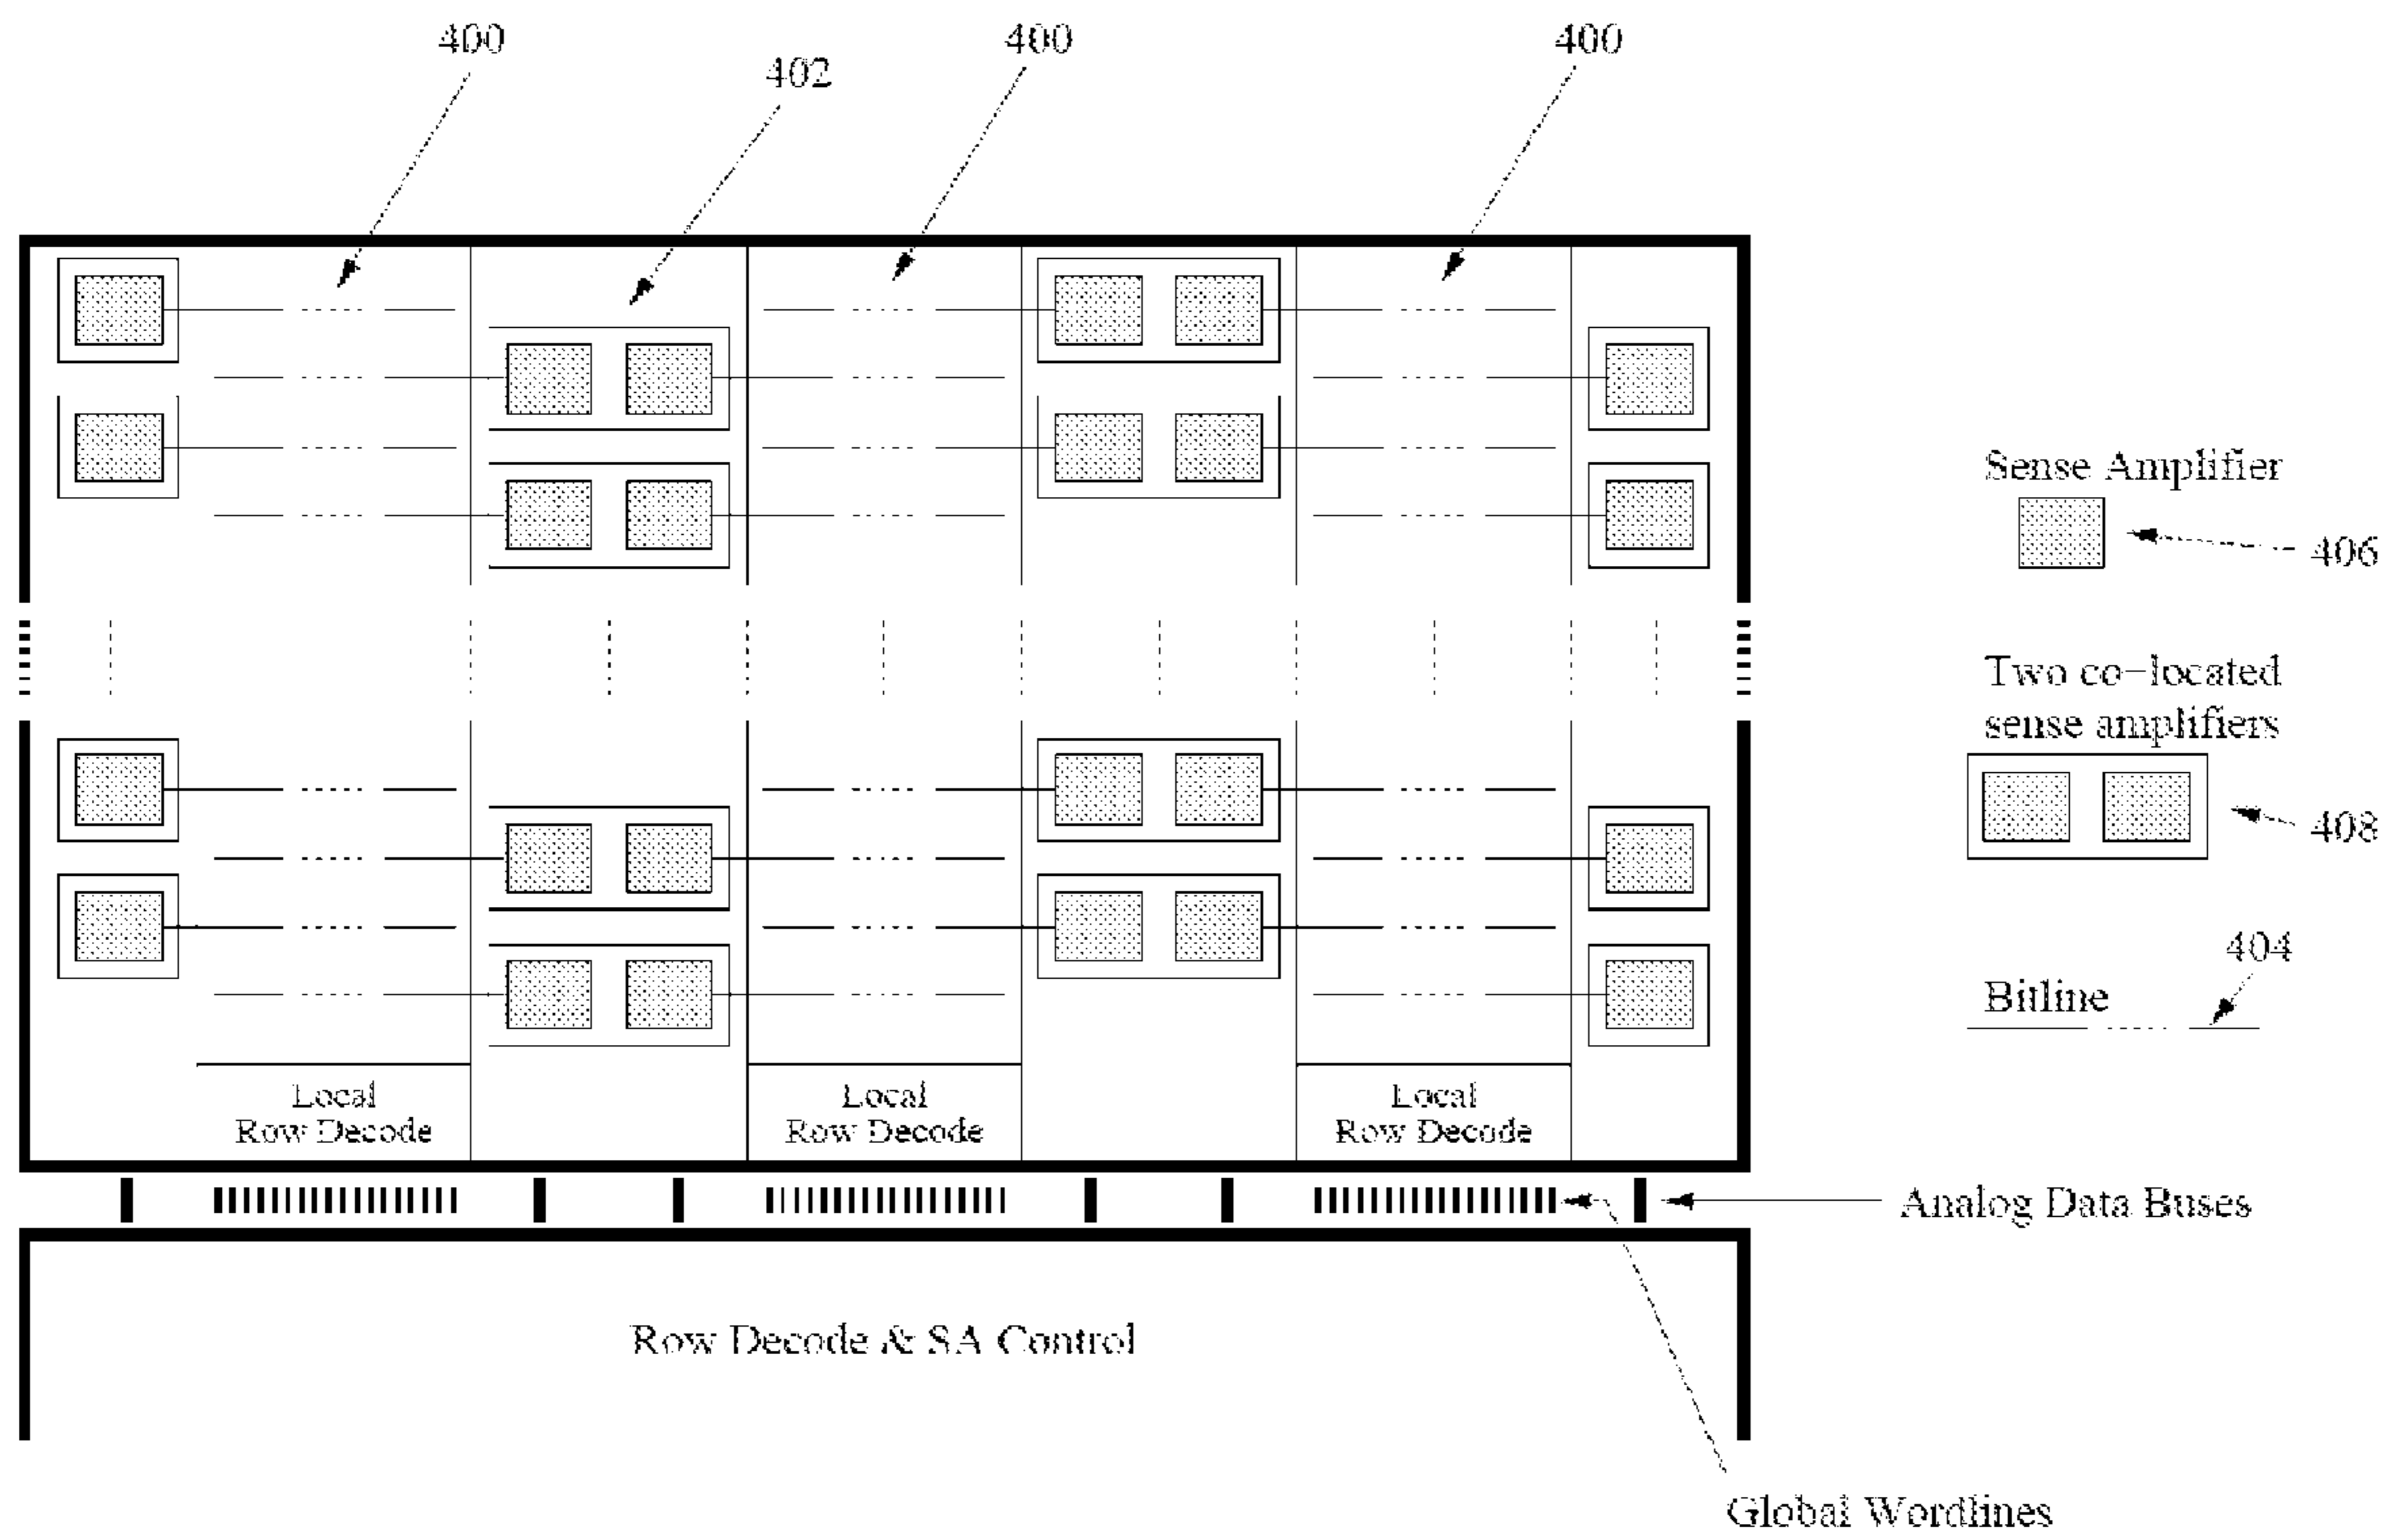 400
402
400
400
Sense Amplifier
406
Two co-located
sense amplifiers
408
404
Bitline
Local
Row Decode
Local
Row Decode
Local
Row Decode
Analog Data Buses
Row Decode & SA Control
Global Wordlines